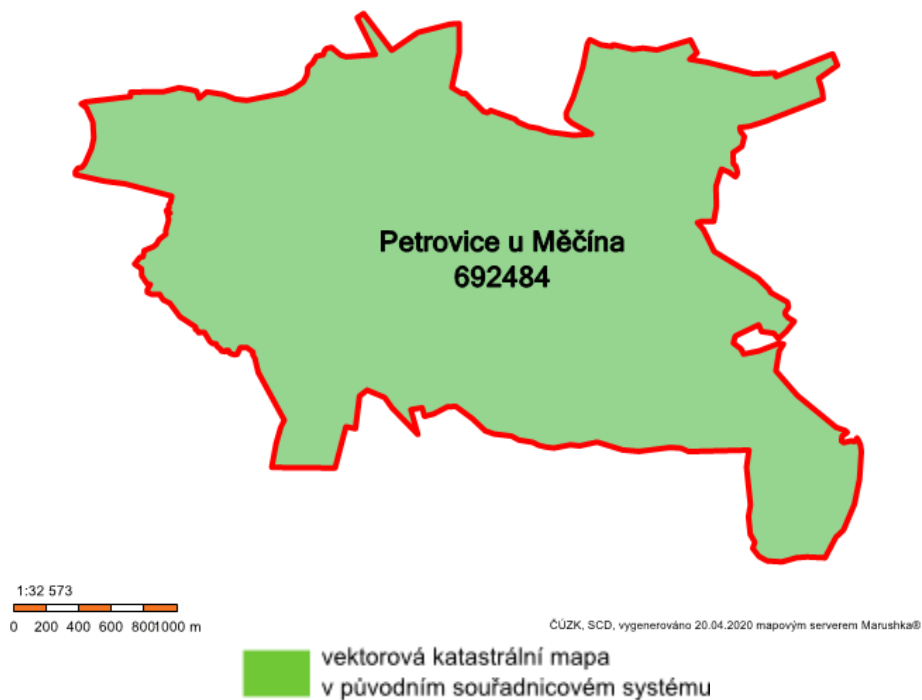 Petrovice u Měčína
692484
1:32 573
0 200 400 600 8001000 m
ČÚZK, SCD, vygenerováno 20.04.2020 mapovým serverem Marushka®
vektorová katastrální mapa
v původním souřadnicovém systému